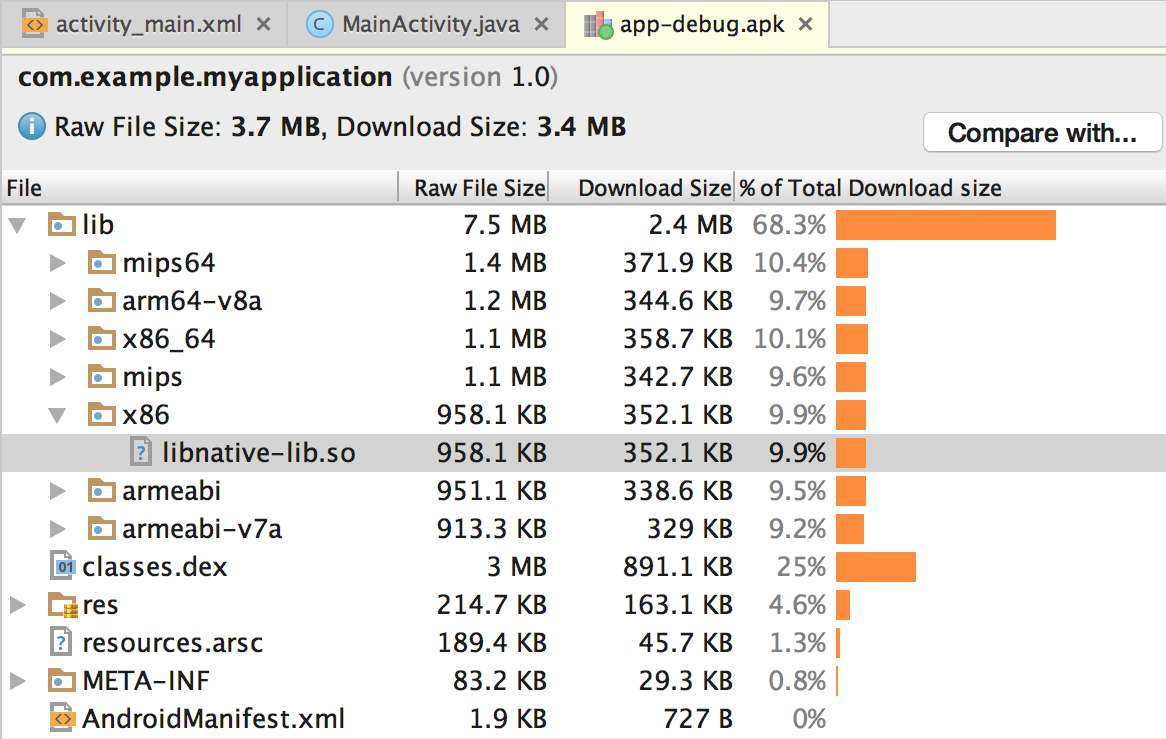 activity_main.xml MainActivity.java app-debug.apk
com.example.myapplication (version 1.0)
Raw File Size: 3.7 MB, Download Size: 3.4 MB
Compare with...
File Raw File Size Download Size % of Total Download size
lib 7.5 MB 2.4 MB 68.3%
mips64 1.4 MB 371.9 KB 10.4%
arm64-v8a 1.2 MB 344.6 KB 9.7%
x86_64 1.1 MB 358.7 KB 10.1%
mips 1.1 MB 342.7 KB 9.6%
x86 958.1 KB 352.1 KB 9.9%
libnative-lib.so 958.1 KB 352.1 KB 9.9%
armeabi 951.1 KB 338.6 KB 9.5%
armeabi-v7a 913.3 KB 329 KB 9.2%
classes.dex 3 MB 891.1 KB 25%
res 214.7 KB 163.1 KB 4.6%
resources.arsc 189.4 KB 45.7 KB 1.3%
META-INF 83.2 KB 29.3 KB 0.8%
AndroidManifest.xml 1.9 KB 727 B 0%